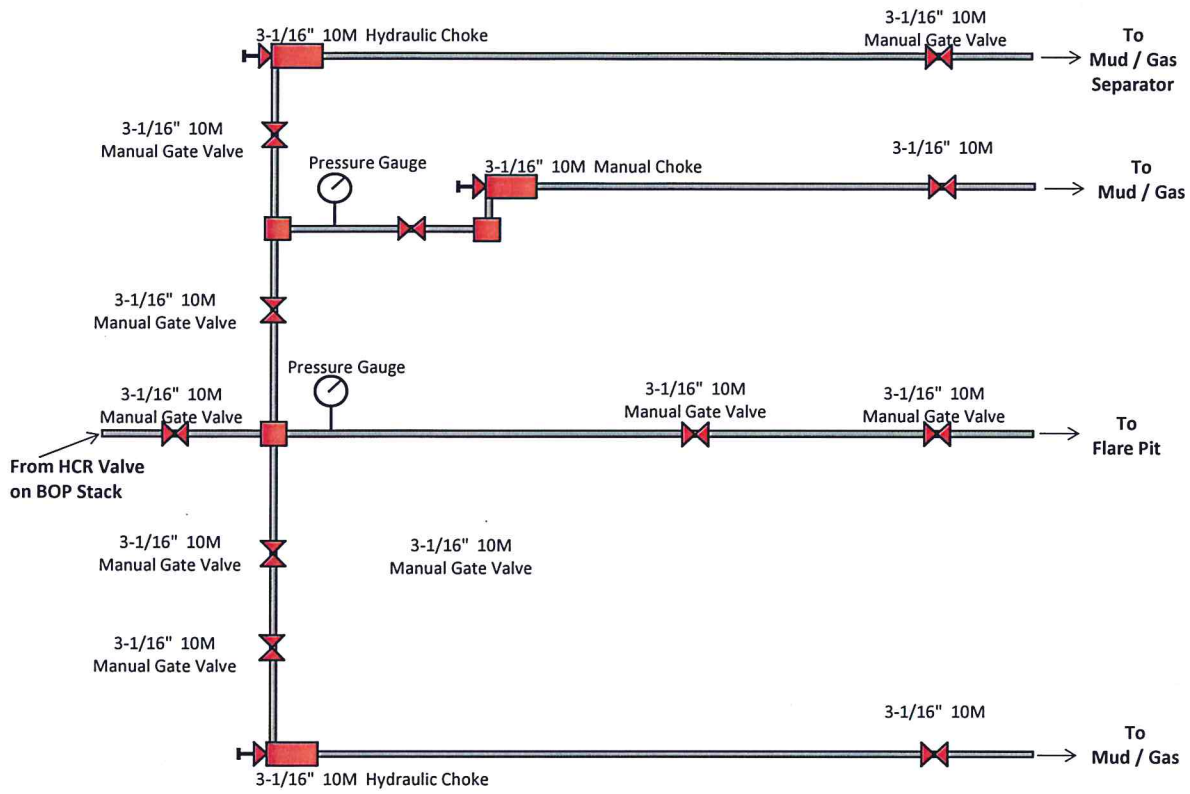 3-1/16" 10M Hydraulic Choke
3-1/16" 10M
Manual Gate Valve
To
Mud / Gas
Separator
3-1/16" 10M
Manual Gate Valve
Pressure Gauge
3-1/16" 10M Manual Choke
3-1/16" 10M
To
Mud / Gas
3-1/16" 10M
Manual Gate Valve
Pressure Gauge
3-1/16" 10M
Manual Gate Valve
3-1/16" 10M
Manual Gate Valve
3-1/16" 10M
Manual Gate Valve
To
Flare Pit
From HCR Valve
on BOP Stack
3-1/16" 10M
Manual Gate Valve
3-1/16" 10M
Manual Gate Valve
3-1/16" 10M
Manual Gate Valve
3-1/16" 10M
To
Mud / Gas
3-1/16" 10M Hydraulic Choke